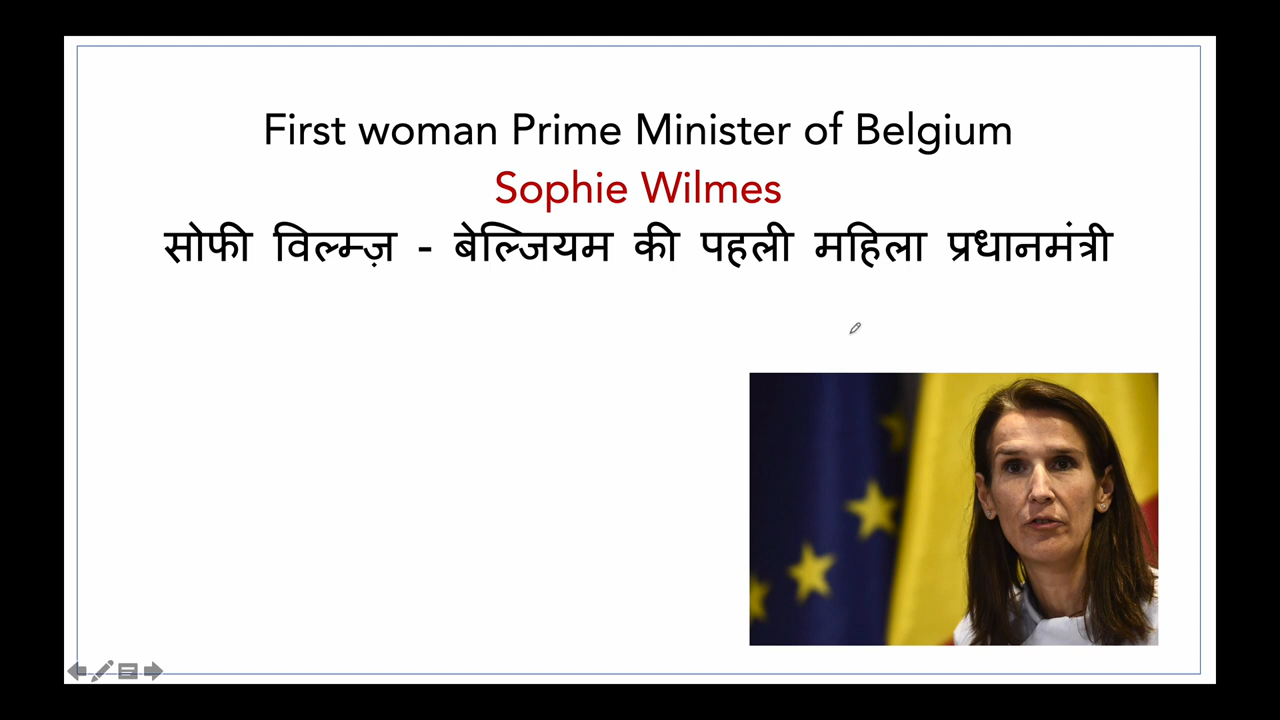 First woman Prime Minister of Belgium
Sophie Wilmes
सोफी विल्म्ज़ - बेल्जियम की पहली महिला प्रधानमंत्री